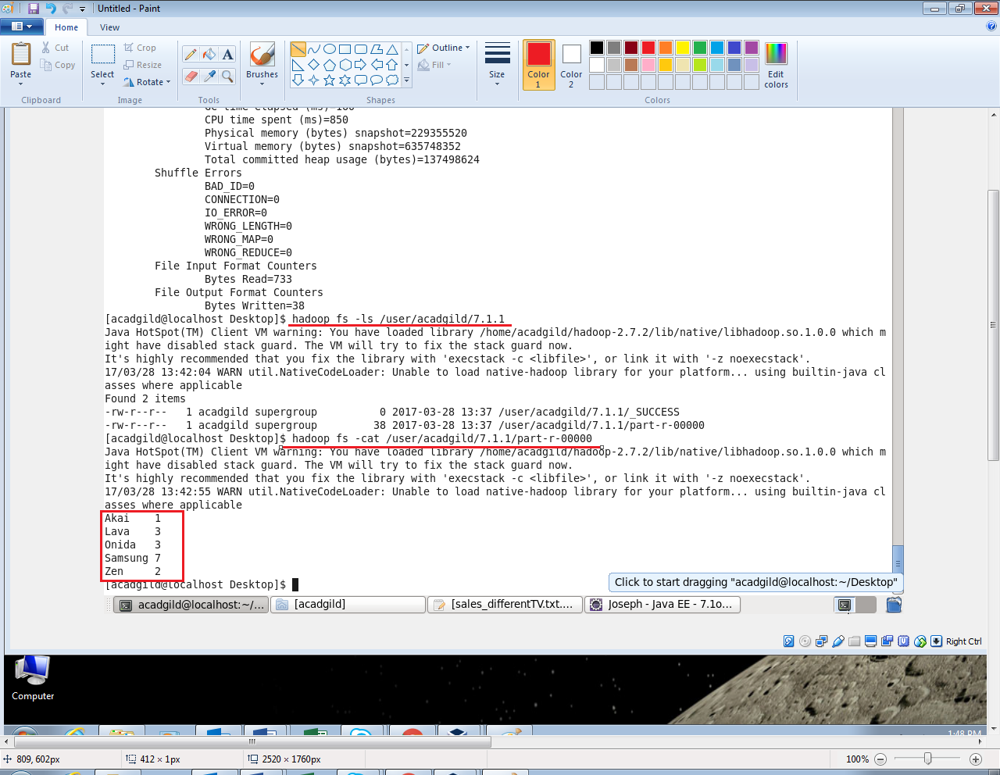 Untitled - Paint
Home
View
Paste
Cut
Copy
Clipboard
Select
Crop
Resize
Rotate
Image
Tools
Brushes
Outline
Fill
Shapes
Size
Color 1
Color 2
Edit colors
Colors
CPU time spent (ms)=850
Physical memory (bytes) snapshot=229355520
Virtual memory (bytes) snapshot=635748352
Total committed heap usage (bytes)=137498624
Shuffle Errors
BAD_ID=0
CONNECTION=0
IO_ERROR=0
WRONG_LENGTH=0
WRONG_MAP=0
WRONG_REDUCE=0
File Input Format Counters
Bytes Read=733
File Output Format Counters
Bytes Written=38
[acadgild@localhost Desktop]$ hadoop fs -ls /user/acadgild/7.1.1
Java HotSpot(TM) Client VM warning: You have loaded library /home/acadgild/hadoop-2.7.2/lib/native/libhadoop.so.1.0.0 which m
ight have disabled stack guard. The VM will try to fix the stack guard now.
It's highly recommended that you fix the library with 'execstack -c <libfile>', or link it with '-z noexecstack'.
17/03/28 13:42:04 WARN util.NativeCodeLoader: Unable to load native-hadoop library for your platform... using builtin-java cl
asses where applicable
Found 2 items
-rw-r--r--   1 acadgild supergroup          0 2017-03-28 13:37 /user/acadgild/7.1.1/_SUCCESS
-rw-r--r--   1 acadgild supergroup         38 2017-03-28 13:37 /user/acadgild/7.1.1/part-r-00000
[acadgild@localhost Desktop]$ hadoop fs -cat /user/acadgild/7.1.1/part-r-00000
Java HotSpot(TM) Client VM warning: You have loaded library /home/acadgild/hadoop-2.7.2/lib/native/libhadoop.so.1.0.0 which m
ight have disabled stack guard. The VM will try to fix the stack guard now.
It's highly recommended that you fix the library with 'execstack -c <libfile>', or link it with '-z noexecstack'.
17/03/28 13:42:55 WARN util.NativeCodeLoader: Unable to load native-hadoop library for your platform... using builtin-java cl
asses where applicable
Akai    1
Lava    3
Onida   3
Samsung 7
Zen     2
[acadgild@localhost Desktop]$
Click to start dragging "acadgild@localhost:~/Desktop"
acadgild@localhost:~/...
[acadgild]
[sales_differentTV.txt....
Joseph - Java EE - 7.1o...
Right Ctrl
Computer
1:48 PM
809, 602px
412 × 1px
2520 × 1760px
100%